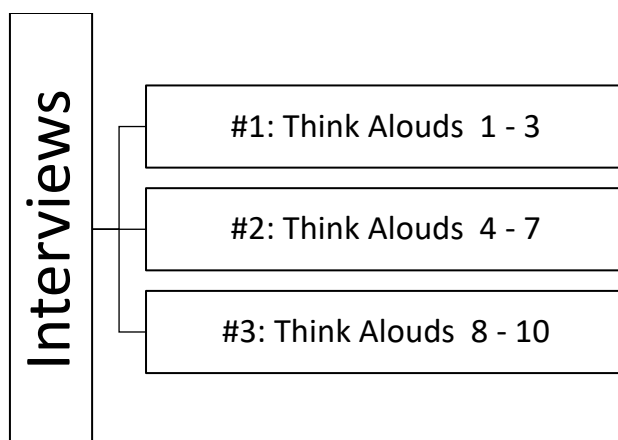 Interviews
#1: Think Alouds  1 - 3
#2: Think Alouds  4 - 7
#3: Think Alouds  8 - 10